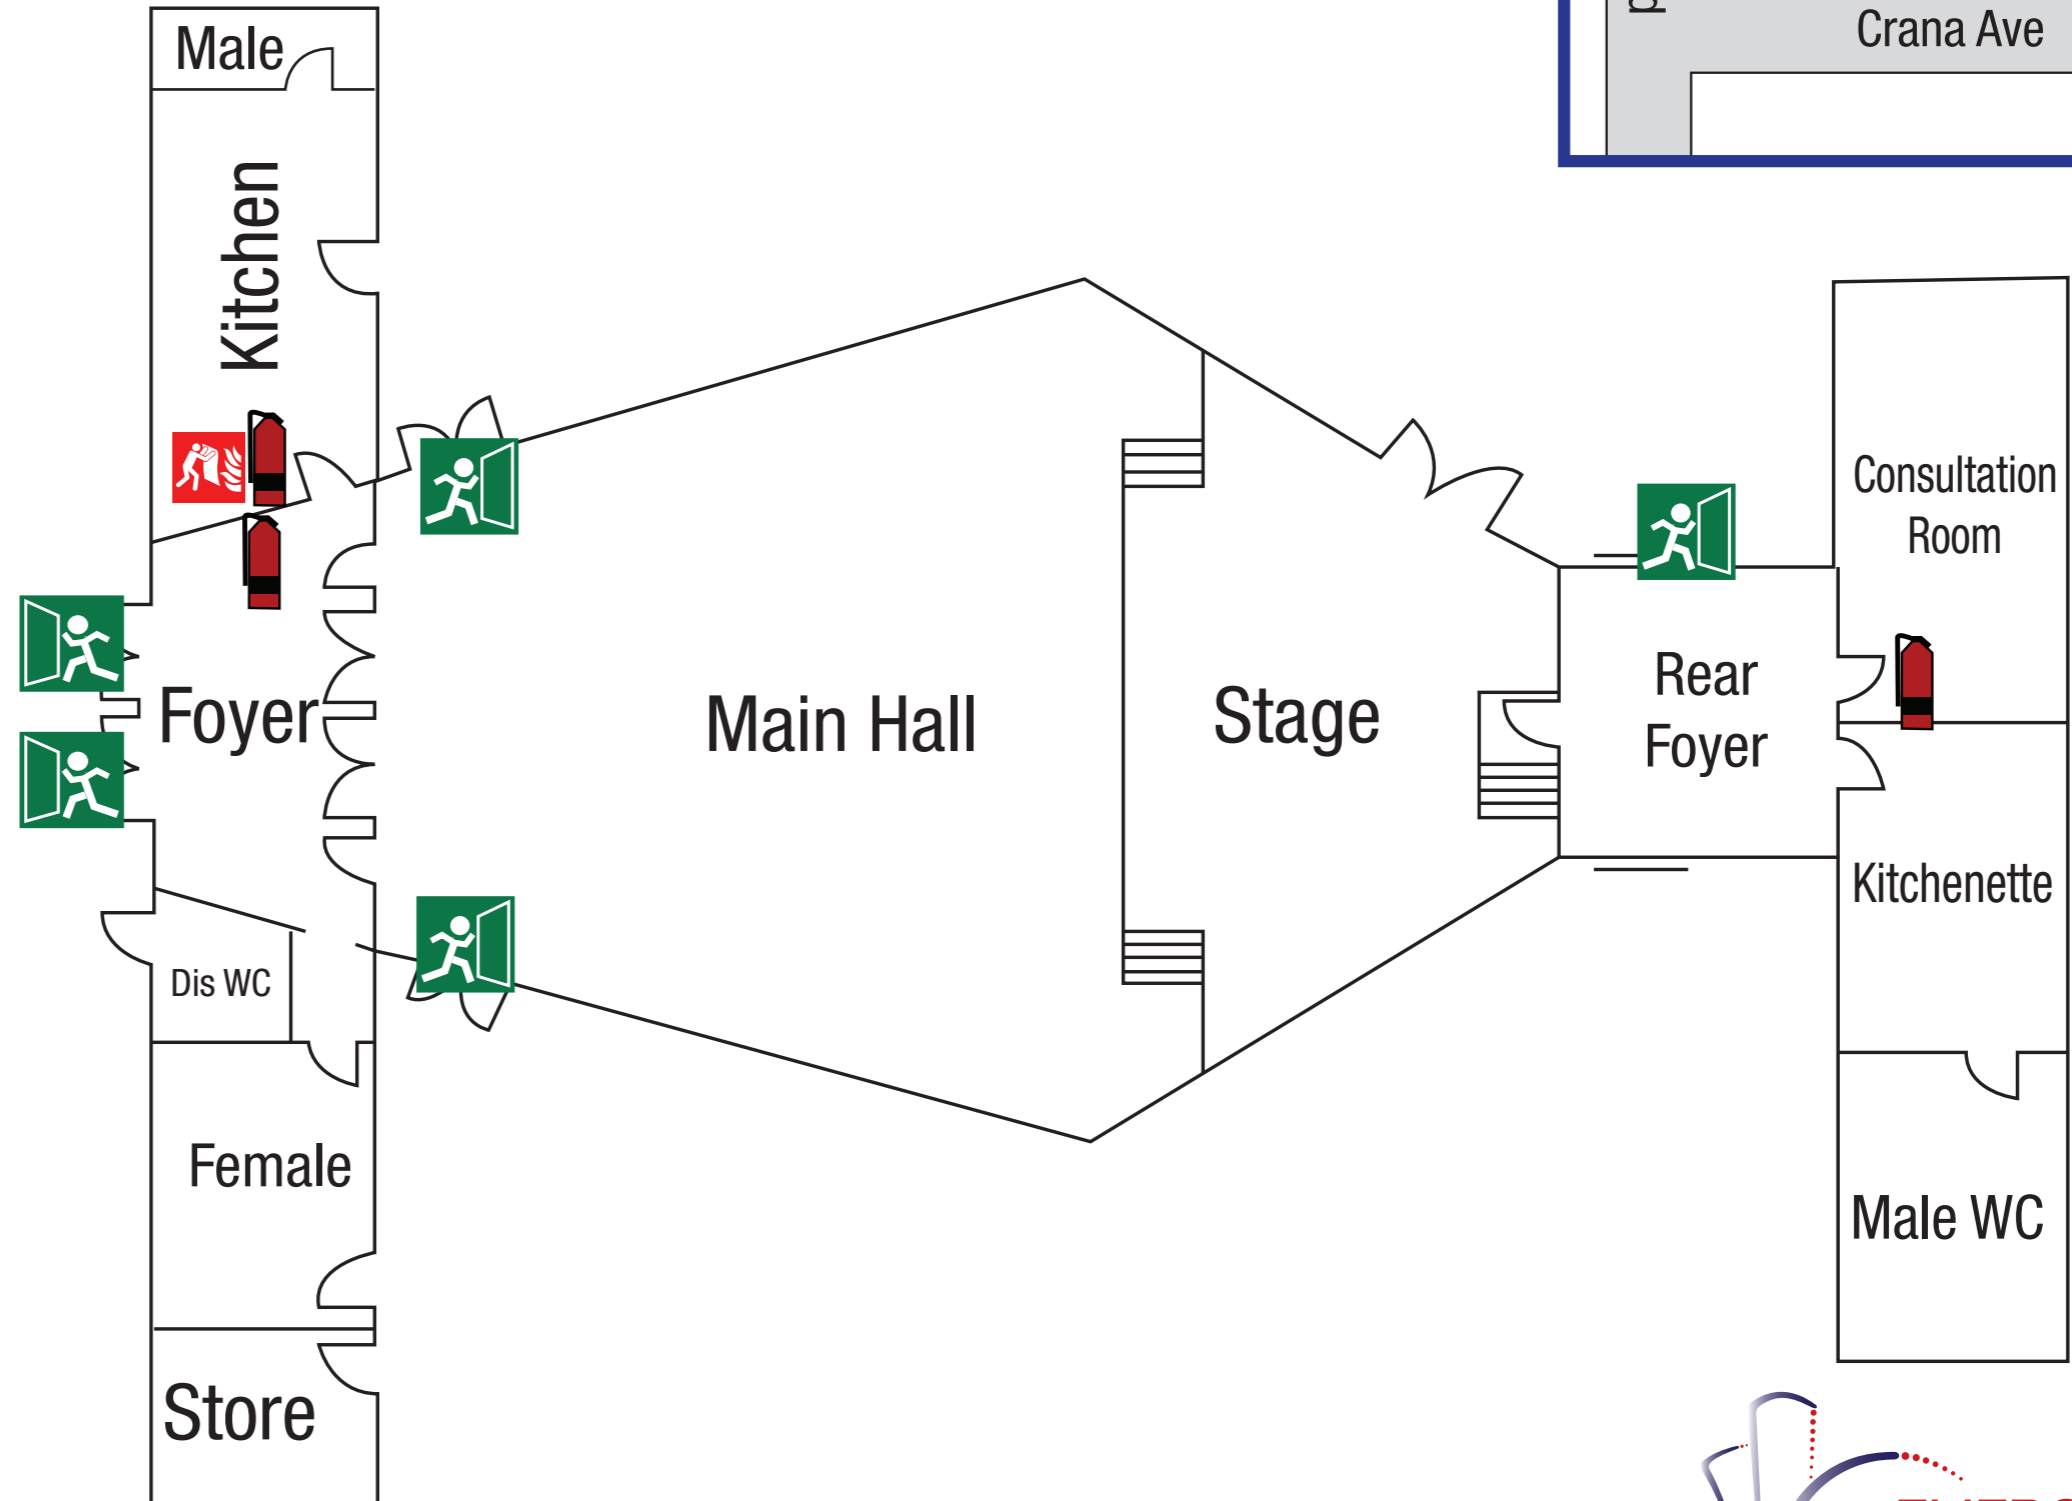 Male
Crana Ave
Kitchen
Consultation
Room
Foyer
Main Hall
Stage
Rear
Foyer
Kitchenette
Dis WC
Female
Male WC
Store